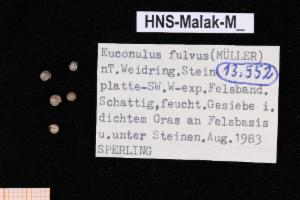 HNS-Malak-M_
Euconulus fulvus(MÜLLER)
nT.Weidring.Stein 13.552
platte-SW.W-exp.Felsband.
Schattig,feucht.Gesiebe i.
dichtem Gras an Felsbasis
u.unter Steinen.Aug.1983
SPERLING